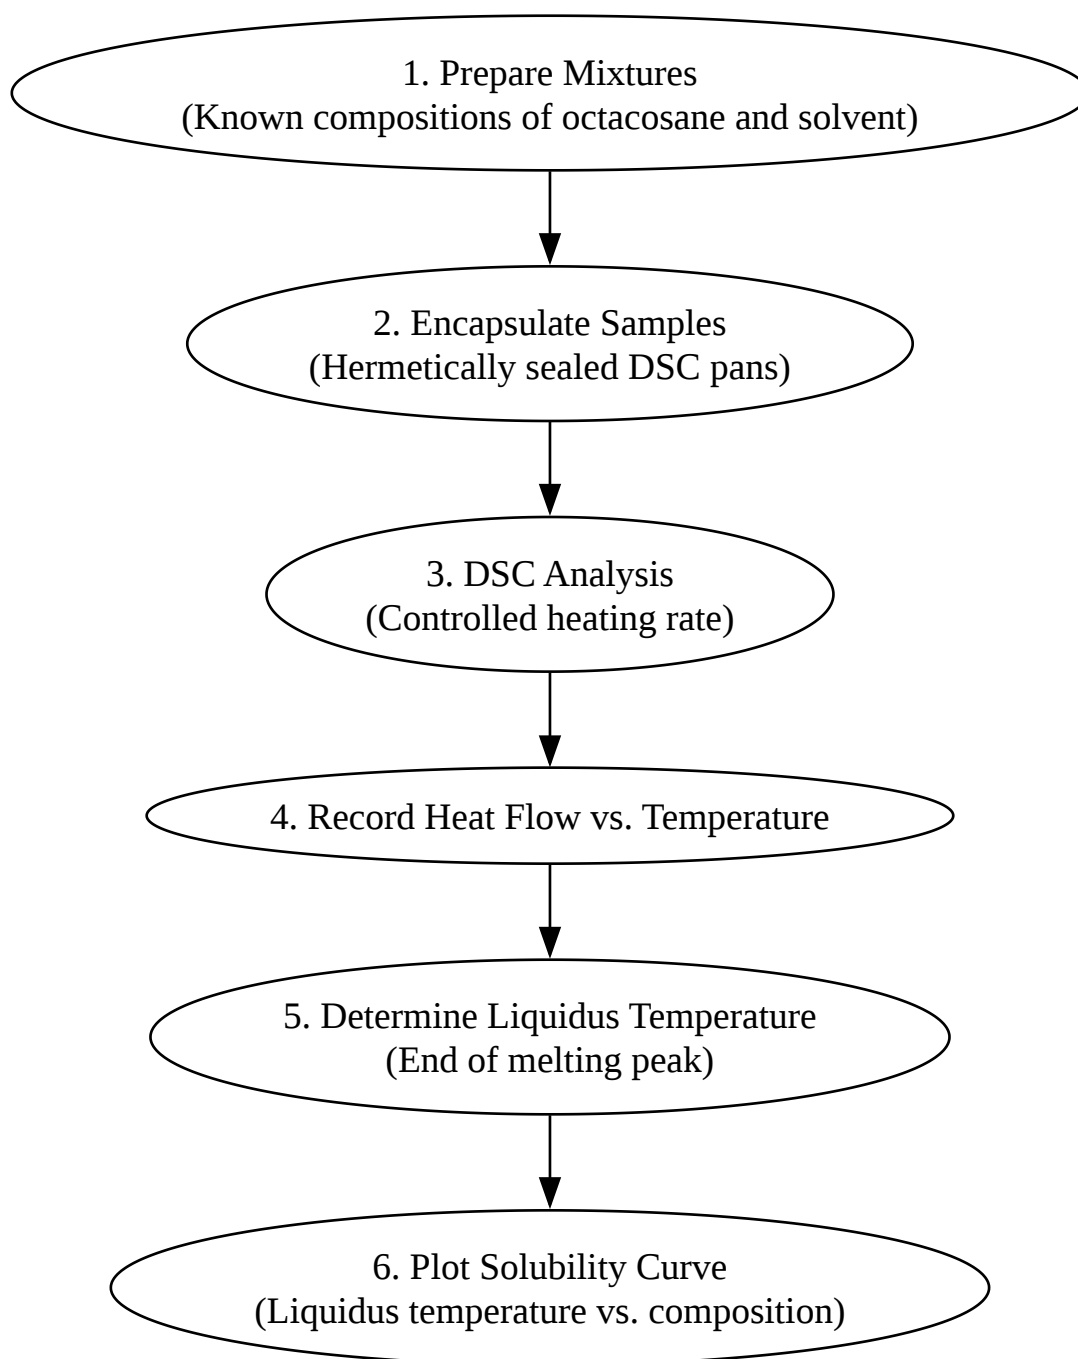 1. Prepare Mixtures
(Known compositions of octacosane and solvent)
2. Encapsulate Samples
(Hermetically sealed DSC pans)
3. DSC Analysis
(Controlled heating rate)
4. Record Heat Flow vs. Temperature
5. Determine Liquidus Temperature
(End of melting peak)
6. Plot Solubility Curve
(Liquidus temperature vs. composition)